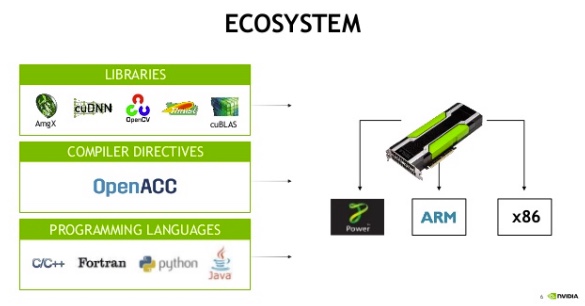 ECOSYSTEM
LIBRARIES
AmgX
cuDNN
OpenCV
Thrust
cuBLAS
COMPILER DIRECTIVES
OpenACC
PROGRAMMING LANGUAGES
C/C++
Fortran
python
Java
Power
ARM
x86
6
NVIDIA